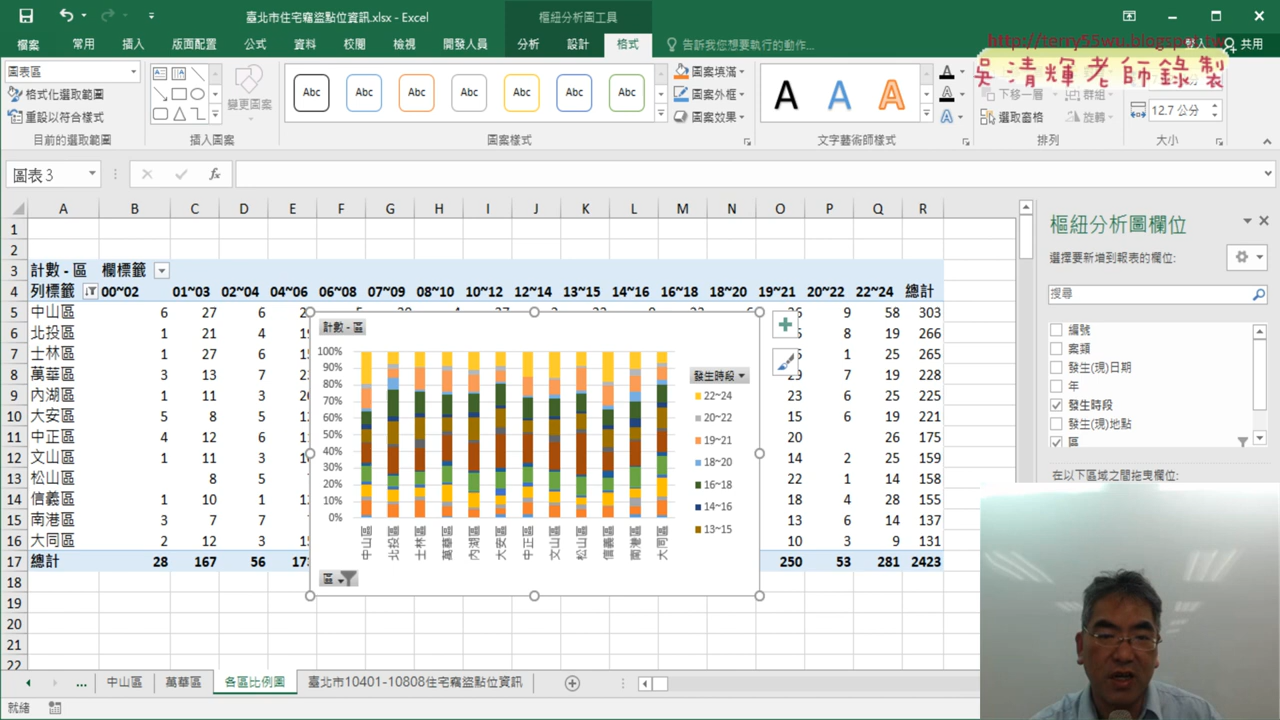 臺北市住宅竊盜點位資訊.xlsx - Excel
樞紐分析圖工具
檔案 常用 插入 版面配置 公式 資料 校閱 檢視 開發人員 分析 設計 格式 告訴我您想要執行的動作... 登入 共用
http://terry55wu.blogspot.tw
吳清輝老師錄製
圖表區
格式化選取範圍
重設以符合樣式
目前的選取範圍
變更圖案
插入圖案
Abc Abc Abc Abc Abc Abc Abc
圖案填滿
圖案外框
圖案效果
圖案樣式
A A A
A
A
A
文字藝術師樣式
下移一層 群組
選取窗格 旋轉
排列
12.7 公分
大小
圖表 3
fx
A B C D E F G H I J K L M N O P Q R
1
2
3 計數 - 區 欄標籤
4 列標籤 00~02 01~03 02~04 04~06 06~08 07~09 08~10 10~12 12~14 13~15 14~16 16~18 18~20 19~21 20~22 22~24 總計
5 中山區 6 27 6 9 58 303
6 北投區 1 21 4 8 19 266
7 士林區 1 27 6 1 25 265
8 萬華區 3 13 7 7 19 228
9 內湖區 1 11 3 23 6 25 225
10 大安區 5 8 5 15 6 19 221
11 中正區 4 12 6 20 26 175
12 文山區 1 11 3 14 2 25 159
13 松山區 8 5 22 1 14 158
14 信義區 1 10 1 18 4 28 155
15 南港區 3 7 7 13 6 14 137
16 大同區 2 12 3 10 3 9 131
17 總計 28 167 56 250 53 281 2423
18
19
20
21
22
計數 - 區
100%
90%
80%
70%
60%
50%
40%
30%
20%
10%
0%
中山區 北投區 士林區 萬華區 內湖區 大安區 中正區 文山區 松山區 信義區 南港區 大同區
區
發生時段
22~24
20~22
19~21
18~20
16~18
14~16
13~15
樞紐分析圖欄位
選擇要新增到報表的欄位:
搜尋
編號
案類
發生(現)日期
年
發生時段
發生(現)地點
區
在以下區域之間拖曳欄位:
... 中山區 萬華區 各區比例圖 臺北市10401-10808住宅竊盜點位資訊
就緒